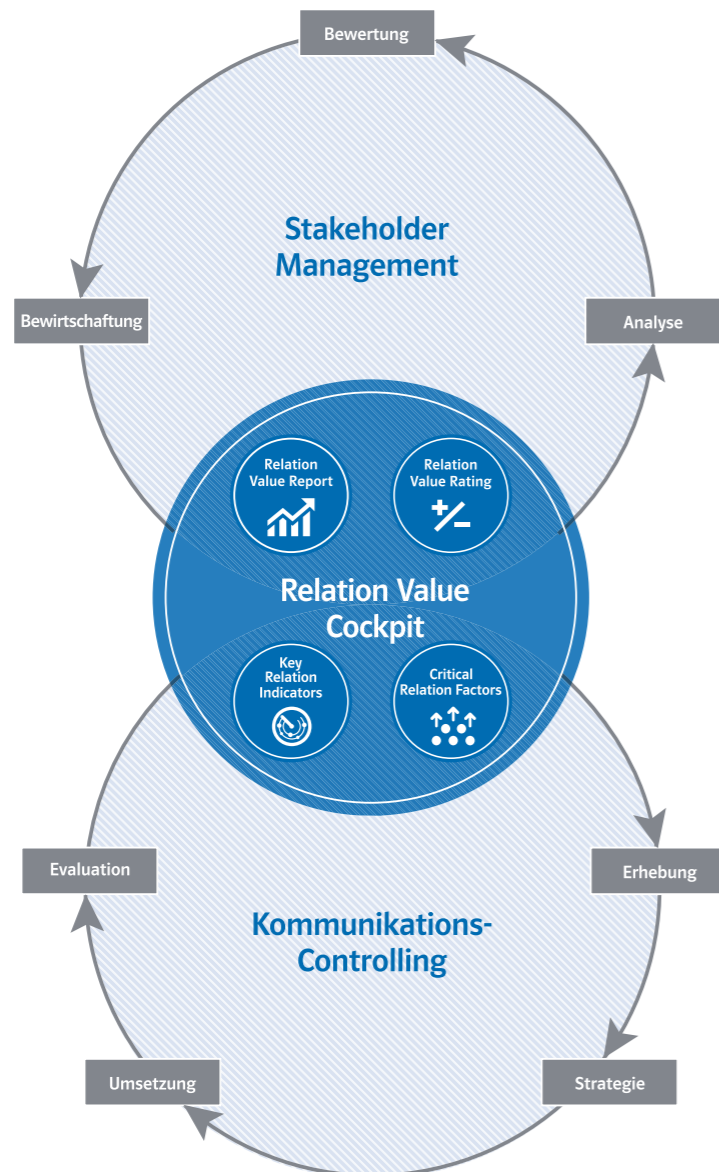 Bewertung
Stakeholder
Management
Bewirtschaftung
Analyse
Relation
Value Report
Relation
Value Rating
Relation Value
Cockpit
Key
Relation
Indicators
Critical
Relation Factors
Evaluation
Erhebung
Kommunikations-
Controlling
Umsetzung
Strategie